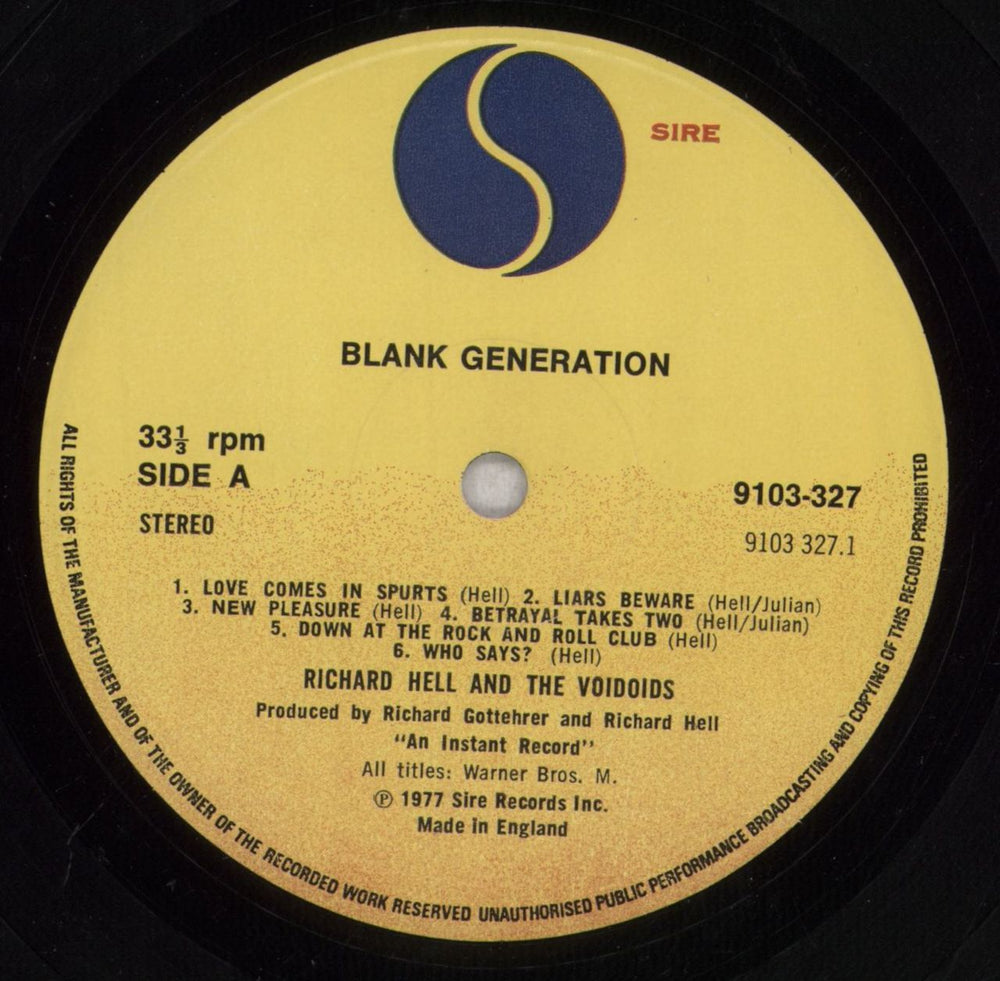 SIRE
BLANK GENERATION
33⅓ rpm
SIDE A
STEREO
9103-327
9103 327.1
1. LOVE COMES IN SPURTS (Hell) 2. LIARS BEWARE (Hell/Julian)
3. NEW PLEASURE (Hell) 4. BETRAYAL TAKES TWO (Hell/Julian)
5. DOWN AT THE ROCK AND ROLL CLUB (Hell)
6. WHO SAYS? (Hell)
RICHARD HELL AND THE VOIDOIDS
Produced by Richard Gottehrer and Richard Hell
"An Instant Record"
All titles: Warner Bros. M.
℗ 1977 Sire Records Inc.
Made in England
ALL RIGHTS OF THE MANUFACTURER AND OF THE OWNER OF THE RECORDED WORK RESERVED UNAUTHORISED PUBLIC PERFORMANCE BROADCASTING AND COPYING OF THIS RECORD PROHIBITED